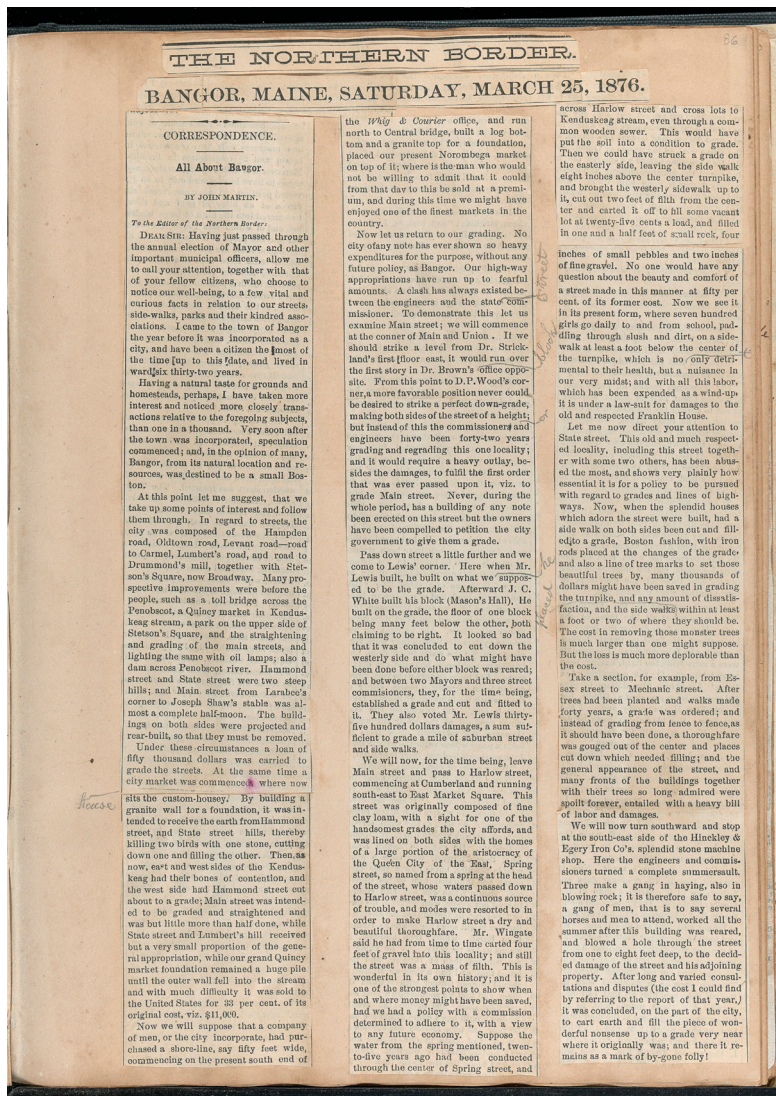 86
THE NORTHERN BORDER.
BANGOR, MAINE, SATURDAY, MARCH 25, 1876.
CORRESPONDENCE.
All About Bangor.
BY JOHN MARTIN.
To the Editor of the Northern Border:
DEAR SIR: Having just passed through
the annual election of Mayor and other
important municipal officers, allow me
to call your attention, together with that
of your fellow citizens, who choose to
notice our well-being, to a few vital and
curious facts in relation to our streets,
side-walks, parks and their kindred asso-
ciations. I came to the town of Bangor
the year before it was incorporated as a
city, and have been a citizen the most of
the time up to this date, and lived in
ward six thirty-two years.
Having a natural taste for grounds and
homesteads, perhaps, I have taken more
interest and noticed more closely trans-
actions relative to the foregoing subjects,
than one in a thousand. Very soon after
the town was incorporated, speculation
commenced; and, in the opinion of many,
Bangor, from its natural location and re-
sources, was destined to be a small Bos-
ton.
At this point let me suggest, that we
take up some points of interest and follow
them through. In regard to streets, the
city was composed of the Hampden
road, Oldtown road, Levant road—road
to Carmel, Lumbert's road, and road to
Drummond's mill, together with Stet-
son's Square, now Broadway. Many pro-
spective improvements were before the
people, such as a toll bridge across the
Penobscot, a Quincy market in Kendus-
keag stream, a park on the upper side of
Stetson's Square, and the straightening
and grading of the main streets, and
lighting the same with oil lamps; also a
dam across Penobscot river. Hammond
street and State street were two steep
hills; and Main street from Larabee's
corner to Joseph Shaw's stable was al-
most a complete half-moon. The build-
ings on both sides were projected and
rear-built, so that they must be removed.
Under these circumstances a loan of
fifty thousand dollars was carried to
grade the streets. At the same time a
city market was commenced where now
House
sits the custom-housey. By building a
granite wall for a foundation, it was in-
tended to receive the earth from Hammond
street, and State street hills, thereby
killing two birds with one stone, cutting
down one and filling the other. Then, as
now, east and west sides of the Kendus-
keag had their bones of contention, and
the west side had Hammond street cut
about to a grade; Main street was intend-
ed to be graded and straightened and
was but little more than half done, while
State street and Lumbert's hill received
but a very small proportion of the gene-
ral appropriation, while our grand Quincy
market foundation remained a huge pile
until the outer wall fell into the stream
and with much difficulty it was sold to
the United States for 33 per cent. of its
original cost, viz. $11,000.
Now we will suppose that a company
of men, or the city incorporate, had pur-
chased a shore-line, say fifty feet wide,
commencing on the present south end of
the Whig & Courier office, and run
north to Central bridge, built a log bot-
tom and a granite top for a foundation,
placed our present Norombega market
on top of it; where is the man who would
not be willing to admit that it could
from that day to this be sold at a premi-
um, and during this time we might have
enjoyed one of the finest markets in the
country.
Now let us return to our grading. No
city of any note has ever shown so heavy
expenditures for the purpose, without any
future policy, as Bangor. Our high-way
appropriations have run up to fearful
amounts. A clash has always existed be-
tween the engineers and the state com-
missioner. To demonstrate this let us
examine Main street; we will commence
at the corner of Main and Union. If we
should strike a level from Dr. Strick-
land's first floor east, it would run over
the first story in Dr. Brown's office oppo-
site. From this point to D.P. Wood's cor-
ner, a more favorable position never could
be desired to strike a perfect down-grade,
making both sides of the street of a height;
but instead of this the commissioners and
engineers have been forty-two years
grading and regrading this one locality;
and it would require a heavy outlay, be-
sides the damages, to fulfil the first order
that was ever passed upon it, viz. to
grade Main street. Never, during the
whole period, has a building of any note
been erected on this street but the owners
have been compelled to petition the city
government to give them a grade.
Pass down street a little further and we
come to Lewis' corner. Here when Mr.
Lewis built, he built on what we suppos-
ed to be the grade. Afterward J. C.
White built his block (Mason's Hall), He
built on the grade, the floor of one block
being many feet below the other, both
claiming to be right. It looked so bad
that it was concluded to cut down the
westerly side and do what might have
been done before either block was reared;
and between two Mayors and three street
commisioners, they, for the time being,
established a grade and cut and fitted to
it. They also voted Mr. Lewis thirty-
five hundred dollars damages, a sum suf-
ficient to grade a mile of suburban street
and side walks.
We will now, for the time being, leave
Main street and pass to Harlow street,
commencing at Cumberland and running
south-east to East Market Square. This
street was originally composed of fine
clay loam, with a sight for one of the
handsomest grades the city affords, and
was lined on both sides with the homes
of a large portion of the aristocracy of
the Queen City of the East, Spring
street, so named from a spring at the head
of the street, whose waters passed down
to Harlow street, was a continuous source
of trouble, and modes were resorted to in
order to make Harlow street a dry and
beautiful thoroughfare. Mr. Wingate
said he had from time to time carted four
feet of gravel into this locality; and still
the street was a mass of filth. This is
wonderful in its own history; and it is
one of the strongest points to show when
and where money might have been saved,
had we had a policy with a commission
determined to adhere to it, with a view
to any future economy. Suppose the
water from the spring mentioned, twen-
ty-five years ago had been conducted
through the center of Spring street, and
placed the
or block
street
across Harlow street and cross lots to
Kenduskeag stream, even through a com-
mon wooden sewer. This would have
put the soil into a condition to grade.
Then we could have struck a grade on
the easterly side, leaving the side walk
eight inches above the center turnpike,
and brought the westerly sidewalk up to
it, cut out two feet of filth from the cen-
ter and carted it off to fill some vacant
lot at twenty-five cents a load, and filled
in one and a half feet of small rock, four
inches of small pebbles and two inches
of fine gravel. No one would have any
question about the beauty and comfort of
a street made in this manner at fifty per
cent. of its former cost. Now we see it
in its present form, where seven hundred
girls go daily to and from school, pad-
dling through slush and dirt, on a side-
walk at least a foot below the center of
the turnpike, which is no only detri-
mental to their health, but a nuisance in
our very midst; and with all this labor,
which has been expended as a wind-up,
it is under a law-suit for damages to the
old and respected Franklin House.
Let me now direct your attention to
State street. This old and much respect-
ed locality, including this street togeth-
er with some two others, has been abus-
ed the most, and shows very plainly how
essential it is for a policy to be pursued
with regard to grades and lines of high-
ways. Now, when the splendid houses
which adorn the street were built, had a
side walk on both sides been cut and fill-
ed to a grade, Boston fashion, with iron
rods placed at the changes of the grade
and also a line of tree marks to set those
beautiful trees by, many thousands of
dollars might have been saved in grading
the turnpike, and any amount of dissatis-
faction, and the side walks within at least
a foot or two of where they should be.
The cost in removing those monster trees
is much larger than one might suppose.
But the loss is much more deplorable than
the cost.
Take a section, for example, from Es-
sex street to Mechanic street. After
trees had been planted and walks made
forty years, a grade was ordered; and
instead of grading from fence to fence, as
it should have been done, a thoroughfare
was gouged out of the center and places
cut down which needed filling; and the
general appearance of the street, and
many fronts of the buildings together
with their trees so long admired were
spoilt forever, entailed with a heavy bill
of labor and damages.
We will now turn southward and stop
at the south-east side of the Hinckley &
Egery Iron Co's. splendid stone machine
shop. Here the engineers and commis-
sioners turned a complete summersault.
Three make a gang in haying, also in
blowing rock; it is therefore safe to say,
a gang of men, that is to say several
horses and men to attend, worked all the
summer after this building was reared,
and blowed a hole through the street
from one to eight feet deep, to the decid-
ed damage of the street and his adjoining
property. After long and varied consul-
tations and disputes (the cost I could find
by referring to the report of that year,)
it was concluded, on the part of the city,
to cart earth and fill the piece of won-
derful nonsense up to a grade very near
where it originally was; and there it re-
mains as a mark of by-gone folly!